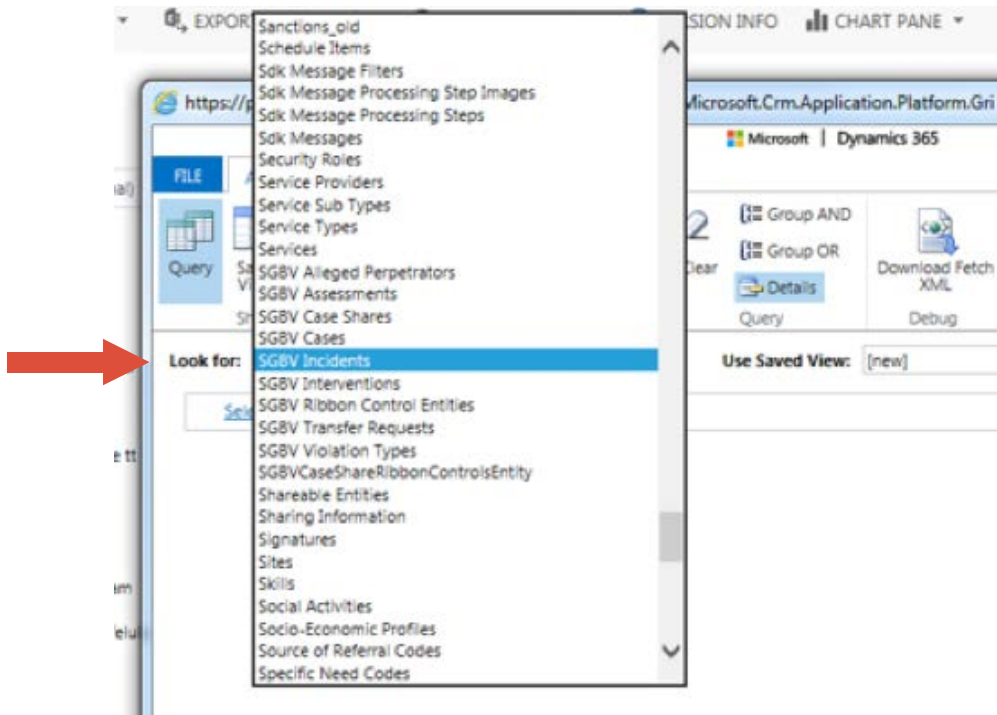 EXPOR
SION INFO
CHART PANE
Sanctions_old
Schedule Items
Sdk Message Filters
Sdk Message Processing Step Images
Sdk Message Processing Steps
Sdk Messages
Security Roles
Service Providers
Service Sub Types
Service Types
Services
SGBV Alleged Perpetrators
SGBV Assessments
SGBV Case Shares
SGBV Cases
SGBV Incidents
SGBV Interventions
SGBV Ribbon Control Entities
SGBV Transfer Requests
SGBV Violation Types
SGBVCaseShareRibbonControlsEntity
Shareable Entities
Sharing Information
Signatures
Sites
Skills
Social Activities
Socio-Economic Profiles
Source of Referral Codes
Specific Need Codes
https://p
Microsoft.Crm.Application.Platform.Gri
Microsoft | Dynamics 365
FILE
Query
Group AND
Group OR
Details
Query
Download Fetch
XML
Debug
Look for:
Use Saved View:
[new]